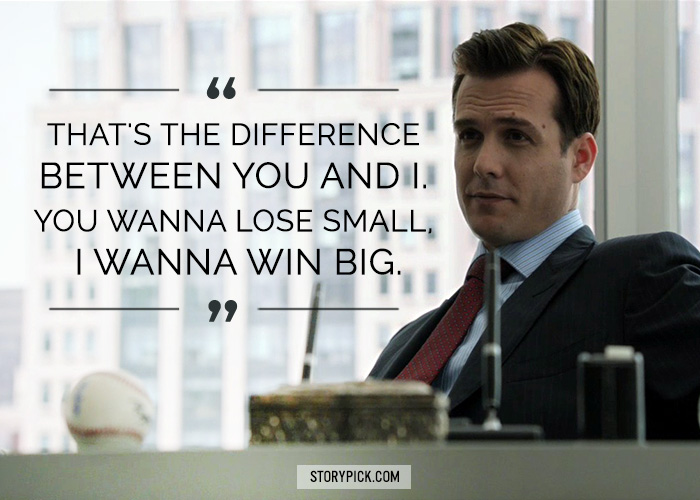 “
THAT'S THE DIFFERENCE
BETWEEN YOU AND I.
YOU WANNA LOSE SMALL,
I WANNA WIN BIG.
”
STORYPICK.COM